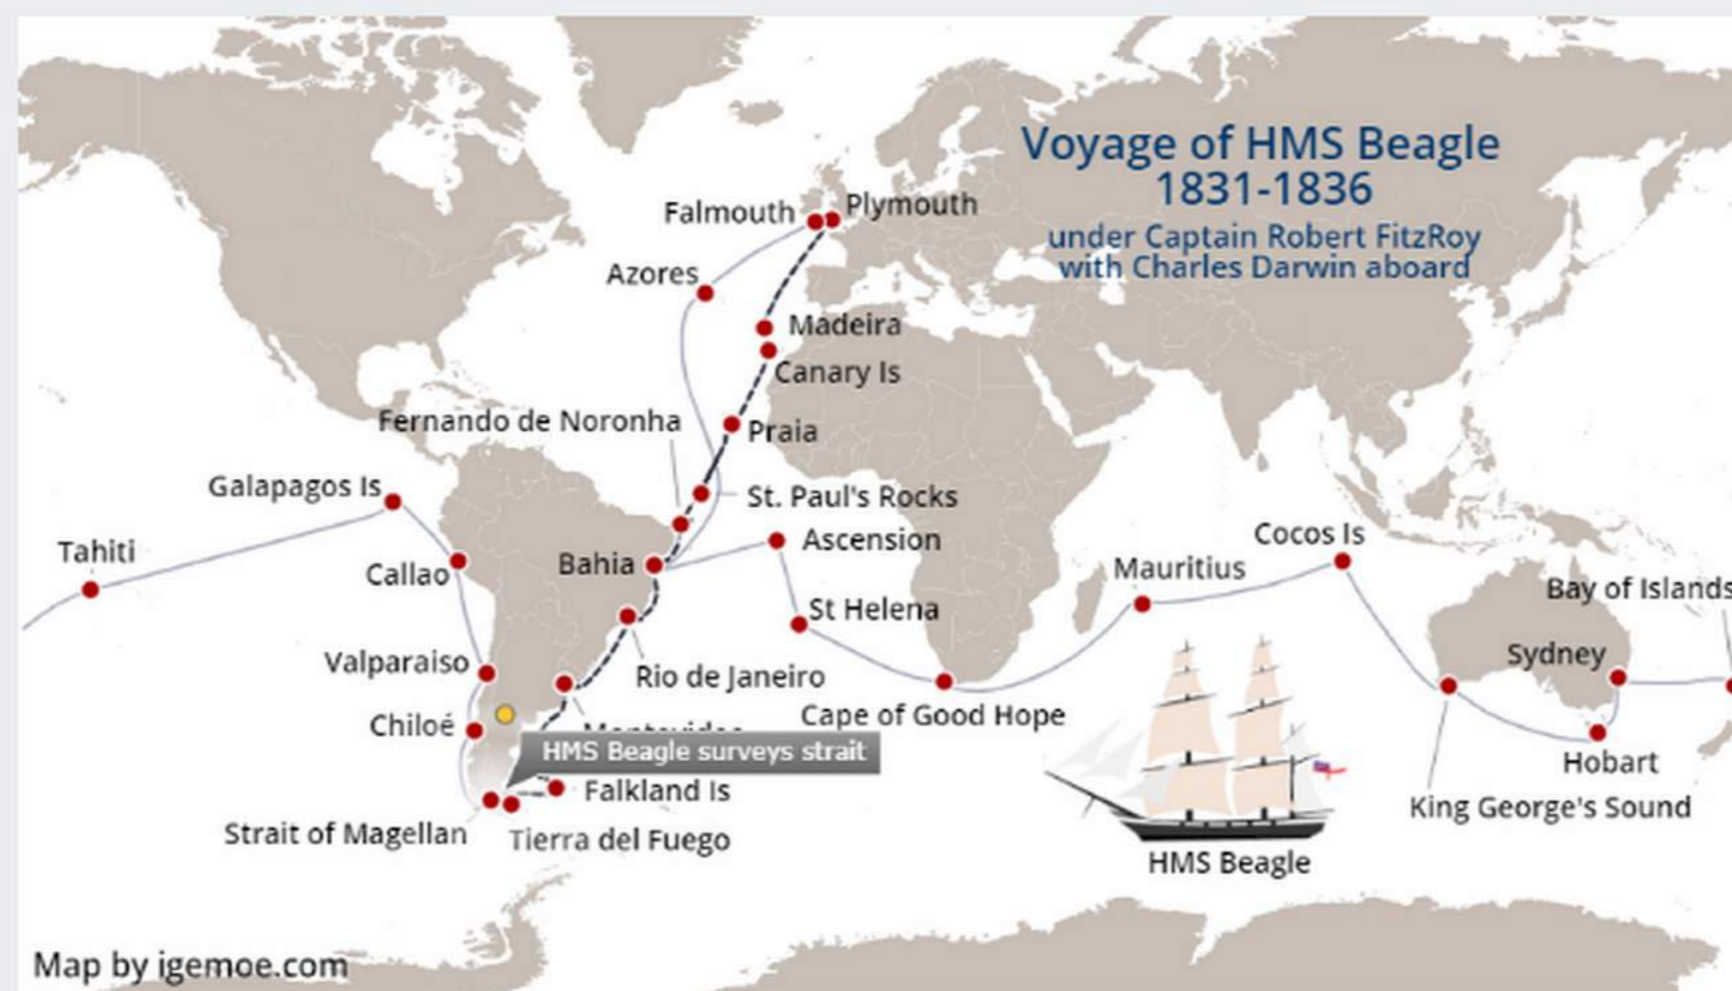 Voyage of HMS Beagle
1831-1836
under Captain Robert FitzRoy
with Charles Darwin aboard
Falmouth
Plymouth
Azores
Madeira
Canary Is
Fernando de Noronha
Praia
Galapagos Is
St. Paul's Rocks
Tahiti
Ascension
Cocos Is
Callao
Bahia
Mauritius
Bay of Islands
St Helena
Valparaiso
Sydney
Rio de Janeiro
Chiloé
Cape of Good Hope
HMS Beagle surveys strait
Hobart
Falkland Is
King George's Sound
Strait of Magellan
Tierra del Fuego
HMS Beagle
Map by igemoe.com